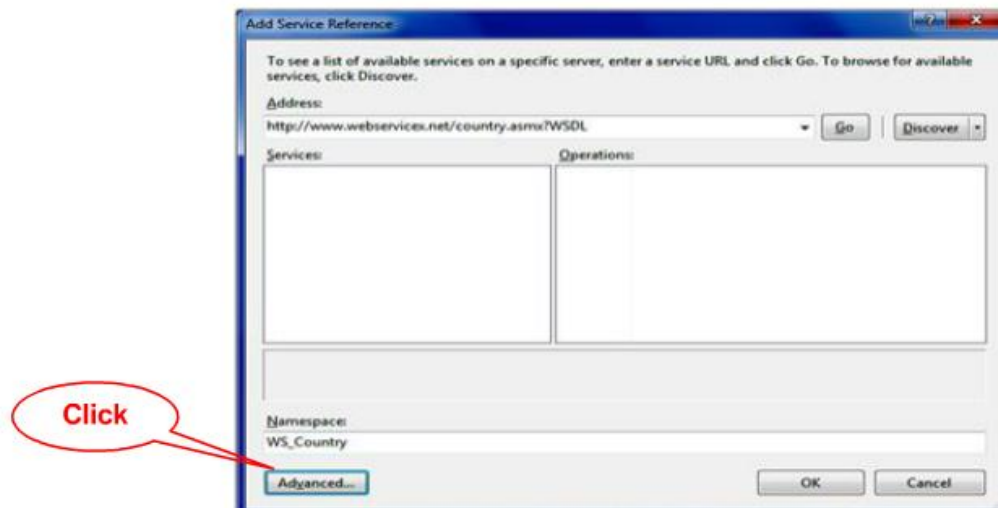 Add Service Reference
To see a list of available services on a specific server, enter a service URL and click Go. To browse for available
services, click Discover.
Address:
http://www.webservicex.net/country.asmx?WSDL
Go
Discover
Services:
Operations:
Click
Namespace:
WS_Country
Advanced...
OK
Cancel